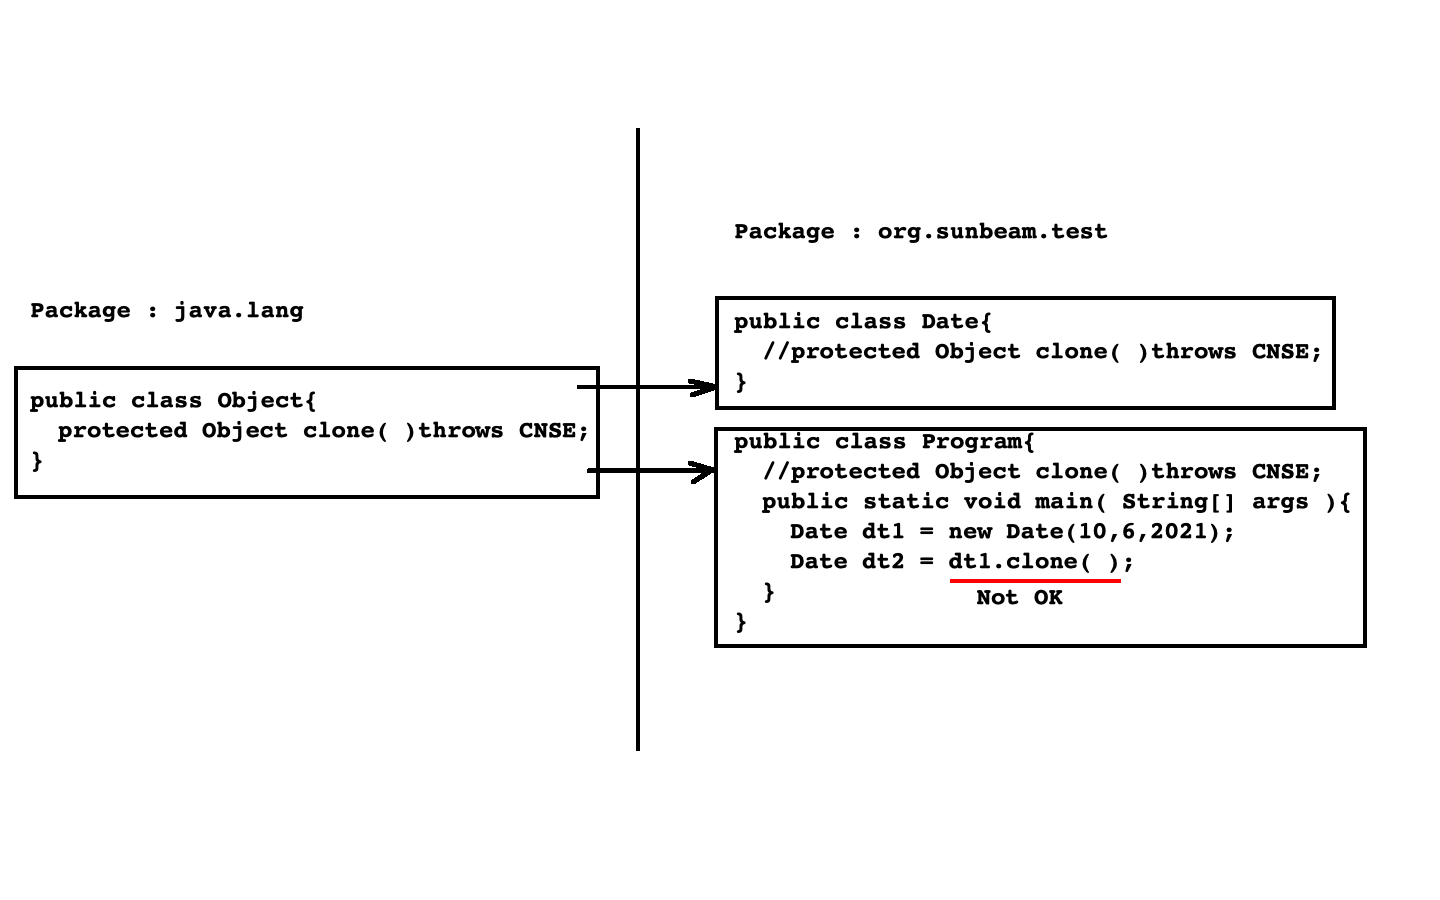 Package : java.lang
public class Object{
protected Object clone( )throws CNSE;
}
Package : org.sunbeam.test
public class Date{
//protected Object clone( )throws CNSE;
}
public class Program{
//protected Object clone( )throws CNSE;
public static void main( String[] args ){
Date dt1 = new Date(10,6,2021);
Date dt2 = dt1.clone( );
}
Not OK
}